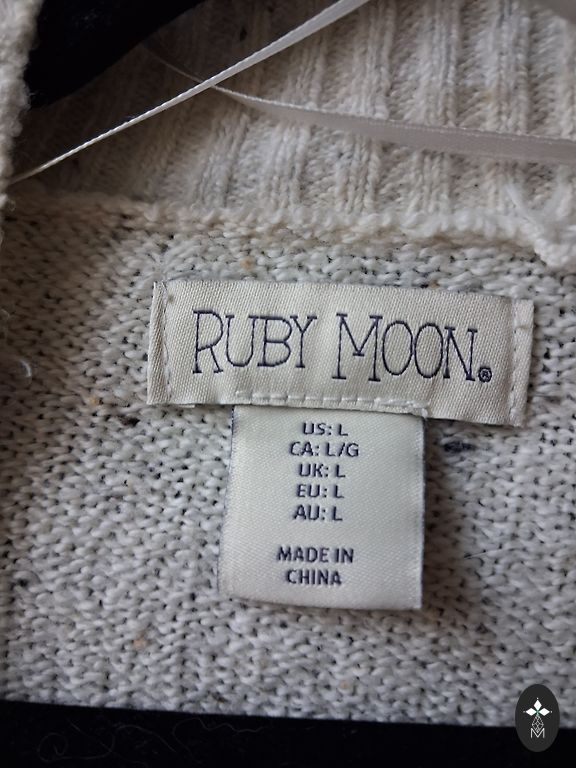 RUBY MOON®
US: L
CA: L/G
UK: L
EU: L
AU: L
MADE IN
CHINA
M